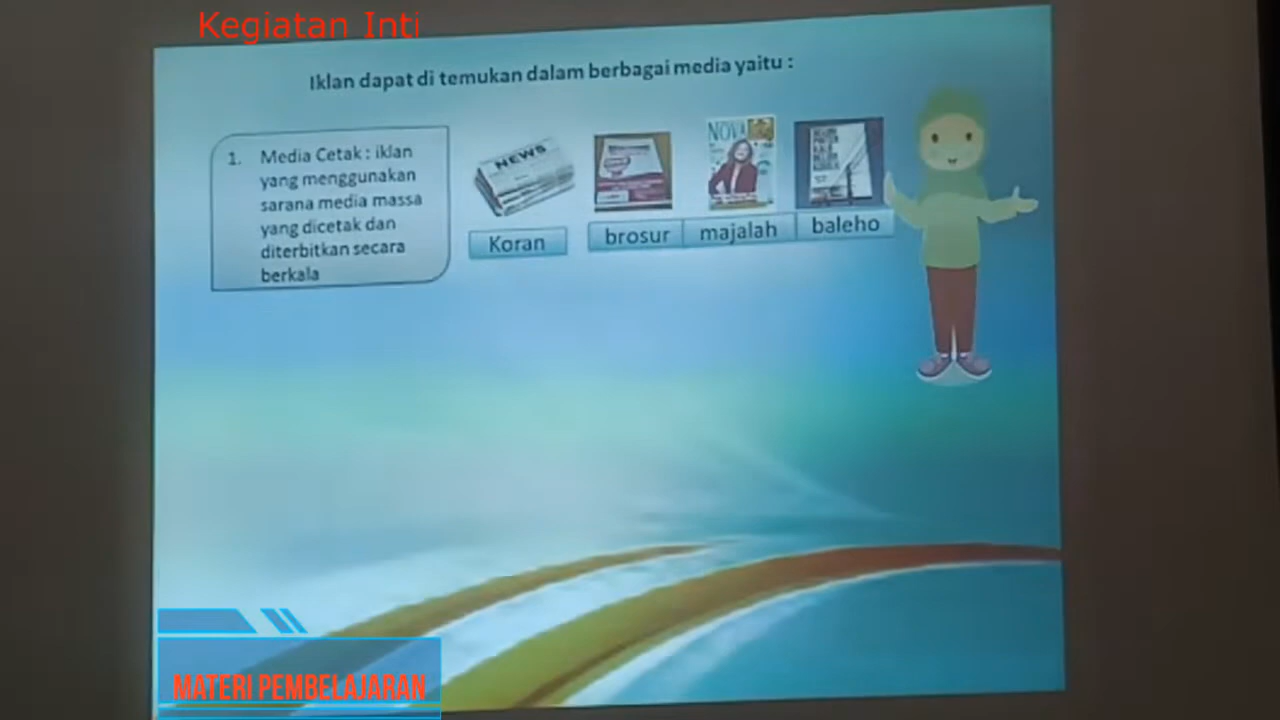 Kegiatan Inti
Iklan dapat di temukan dalam berbagai media yaitu :
1. Media Cetak : iklan
yang menggunakan
sarana media massa
yang dicetak dan
diterbitkan secara
berkala
NEWS
NOVA
Koran
brosur
majalah
baleho
MATERI PEMBELAJARAN